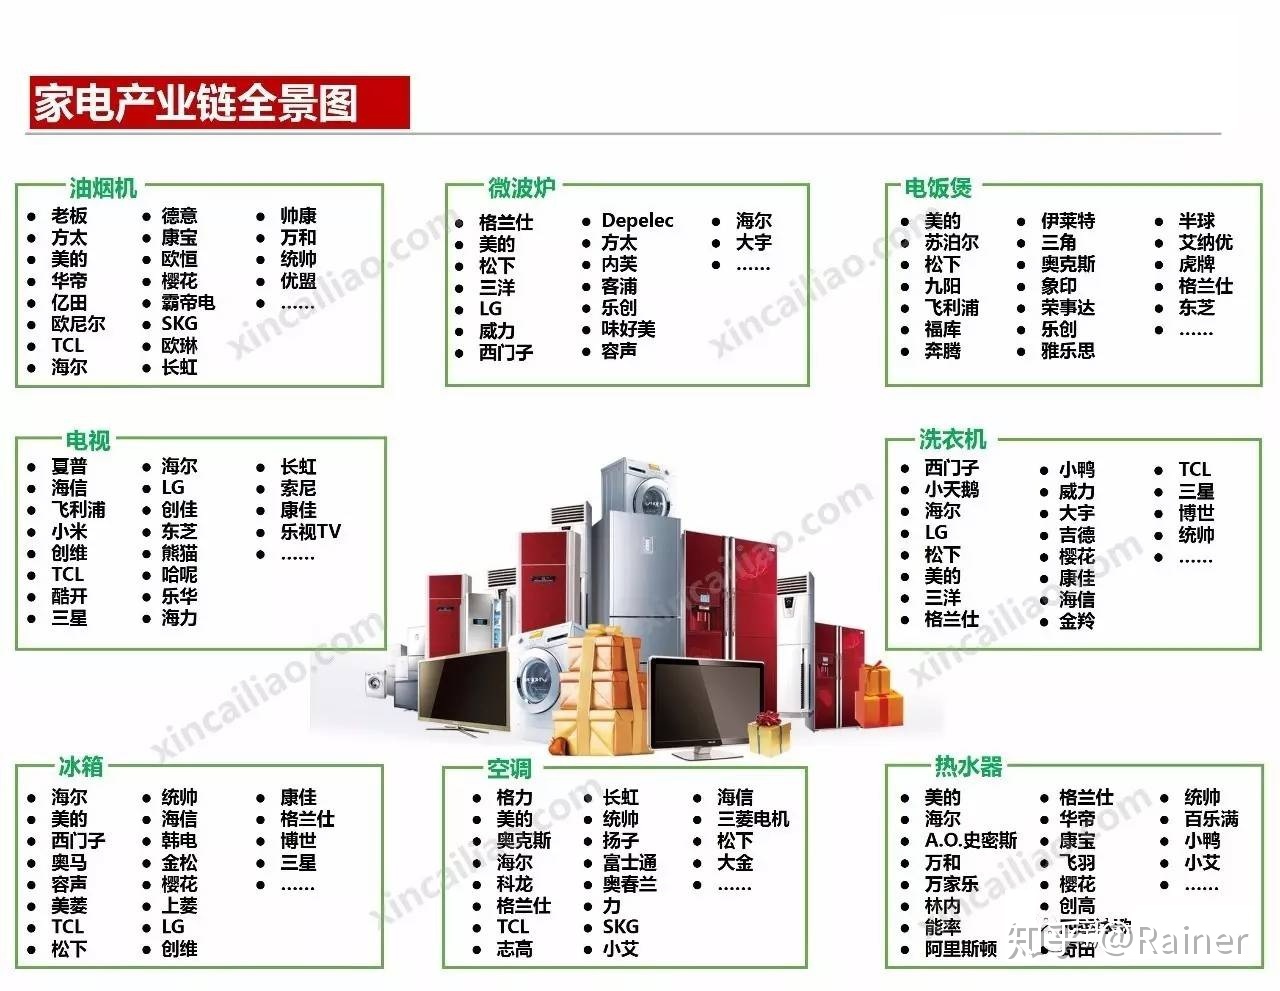 家电产业链全景图
油烟机
老板
方太
美的
华帝
亿田
欧尼尔
TCL
海尔
德意
康宝
欧恒
樱花
霸帝电
SKG
欧琳
长虹
帅康
万和
统帅
优盟
……
微波炉
格兰仕
美的
松下
三洋
LG
威力
西门子
Depelec
方太
内芙
客浦
乐创
味好美
容声
海尔
大宇
……
电饭煲
美的
苏泊尔
松下
九阳
飞利浦
福库
奔腾
伊莱特
三角
奥克斯
象印
荣事达
乐创
雅乐思
半球
艾纳优
虎牌
格兰仕
东芝
……
电视
夏普
海信
飞利浦
小米
创维
TCL
酷开
三星
海尔
LG
创佳
东芝
熊猫
哈呢
乐华
海力
长虹
索尼
康佳
乐视TV
……
洗衣机
西门子
小天鹅
海尔
LG
松下
美的
三洋
格兰仕
小鸭
威力
大宇
吉德
樱花
康佳
海信
金羚
TCL
三星
博世
统帅
……
冰箱
海尔
美的
西门子
奥马
容声
美菱
TCL
松下
统帅
海信
韩电
金松
樱花
上菱
LG
创维
康佳
格兰仕
博世
三星
……
空调
格力
美的
奥克斯
海尔
科龙
格兰仕
TCL
志高
长虹
统帅
扬子
富士通
奥春兰
力
SKG
小艾
海信
三菱电机
松下
大金
……
热水器
美的
海尔
A.O.史密斯
万和
万家乐
林内
能率
阿里斯顿
格兰仕
华帝
康宝
飞羽
樱花
创高
统帅
百乐满
小鸭
小艾
……
xincailiao.com
xincailiao.com
xincailiao.com
xincailiao.com
xincailiao.com
xincailiao.com
xincailiao.com
知乎 @Rainer